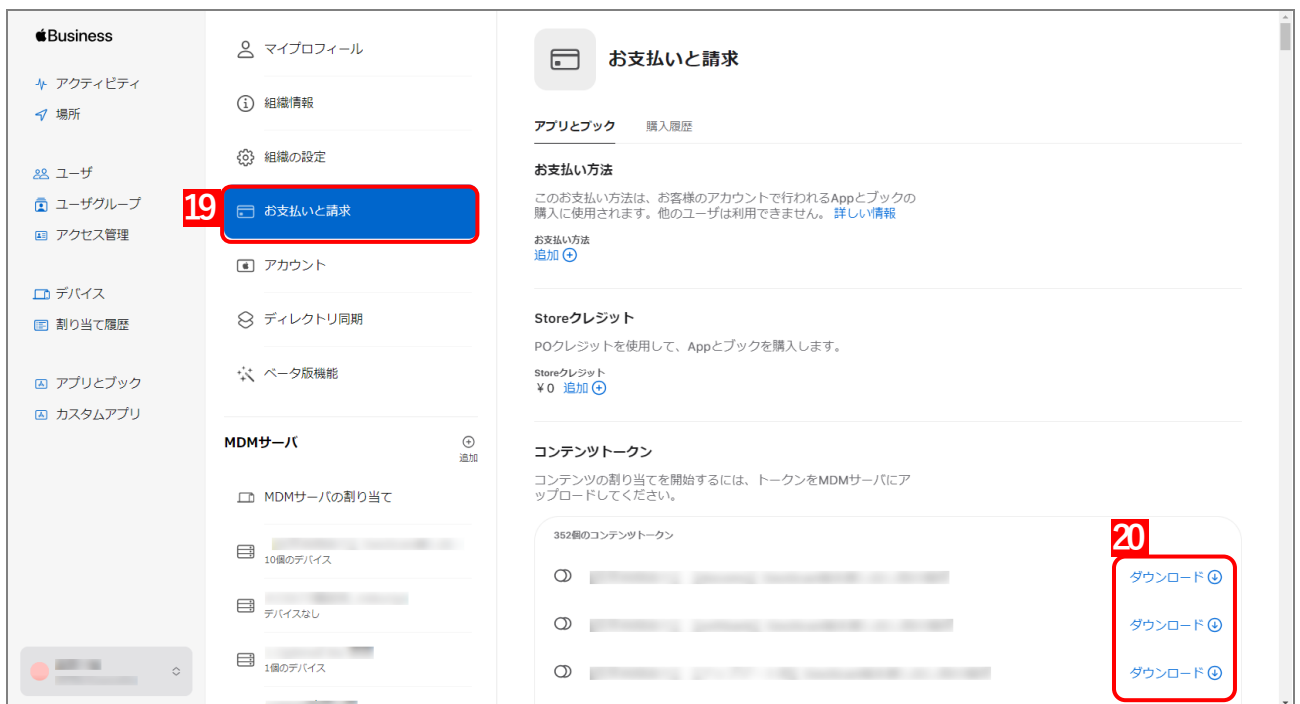 Business
アクティビティ
場所
ユーザ
ユーザグループ
アクセス管理
デバイス
割り当て履歴
アプリとブック
カスタムアプリ
マイプロフィール
組織情報
組織の設定
19
お支払いと請求
アカウント
ディレクトリ同期
ベータ版機能
MDMサーバ
追加
MDMサーバの割り当て
10個のデバイス
デバイスなし
1個のデバイス
お支払いと請求
アプリとブック 購入履歴
お支払い方法
このお支払い方法は、お客様のアカウントで行われるAppとブックの
購入に使用されます。他のユーザは利用できません。 詳しい情報
お支払い方法
追加
Storeクレジット
POクレジットを使用して、Appとブックを購入します。
Storeクレジット
¥0 追加
コンテンツトークン
コンテンツの割り当てを開始するには、トークンをMDMサーバにア
ップロードしてください。
352個のコンテンツトークン
20
ダウンロード
ダウンロード
ダウンロード